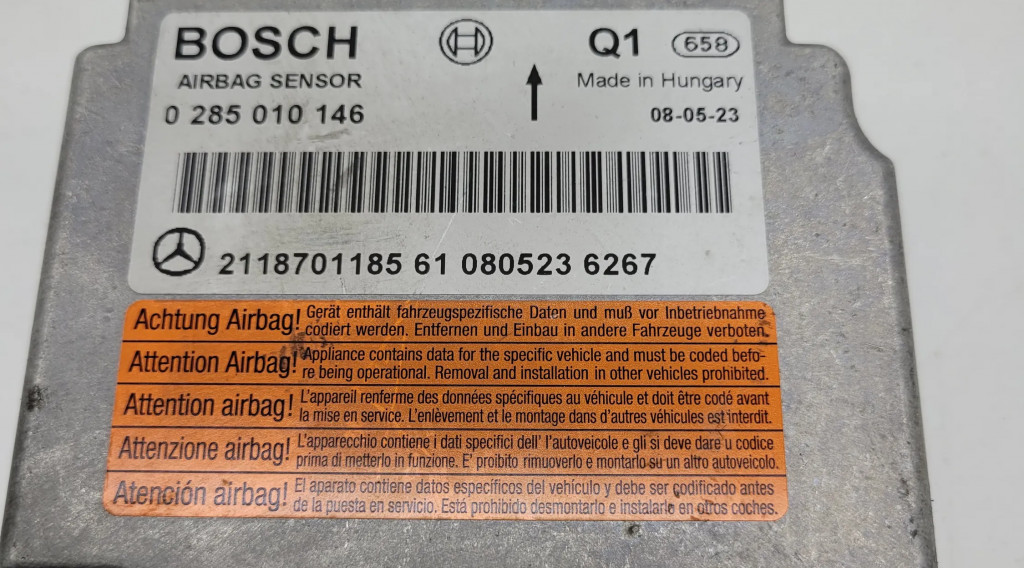 BOSCH
Q1 658
AIRBAG SENSOR
Made in Hungary
0 285 010 146
08-05-23
2118701185 61 080523 6267
Achtung Airbag! Gerät enthält fahrzeugspezifische Daten und muß vor Inbetriebnahme
codiert werden. Entfernen und Einbau in andere Fahrzeuge verboten.
Attention Airbag! Appliance contains data for the specific vehicle and must be coded befo-
re being operational. Removal and installation in other vehicles prohibited.
Attention airbag! L'appareil renferme des données spécifiques au véhicule et doit être codé avant
la mise en service. L'enlèvement et le montage dans d'autres véhicules est interdit.
Attenzione airbag! L'apparecchio contiene i dati specifici dell' l'autoveicolo e gli si deve dare u codice
prima di metterlo in funzione. E' proibito rimuoverlo e montarlo su un altro autoveicolo.
Atención airbag! El aparato contiene datos específicos del vehículo y debe ser codificado antes
de la puesta en servicio. Está prohibido desmontarlo e instalarlo en otros coches.